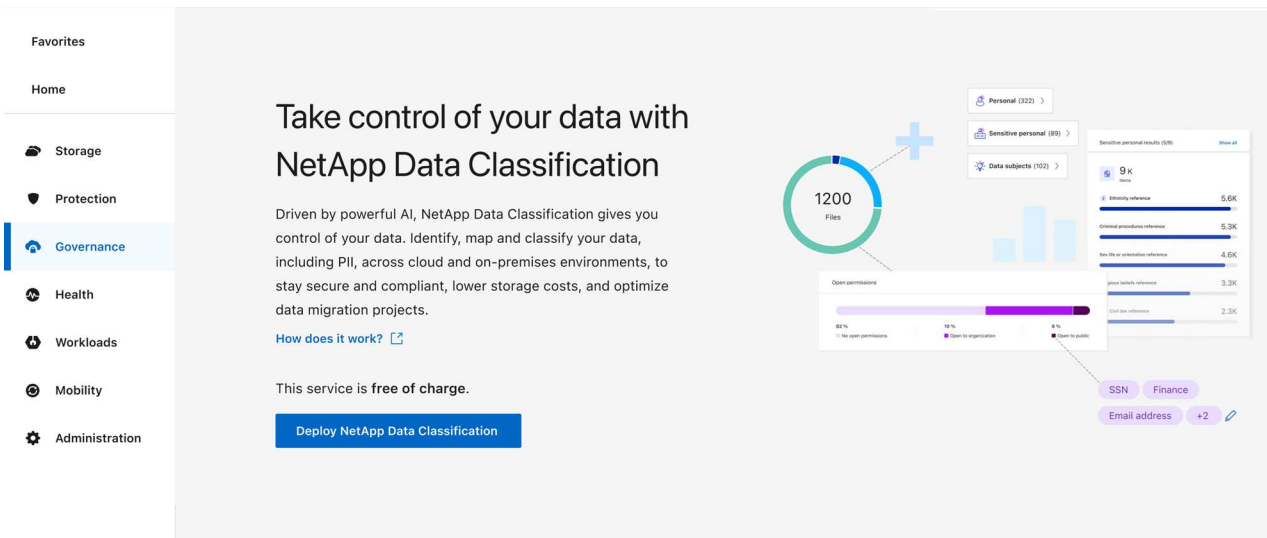 Favorites
Home
Storage
Protection
Governance
Health
Workloads
Mobility
Administration
Take control of your data with
NetApp Data Classification
Driven by powerful AI, NetApp Data Classification gives you
control of your data. Identify, map and classify your data,
including PII, across cloud and on-premises environments, to
stay secure and compliant, lower storage costs, and optimize
data migration projects.
How does it work?
This service is free of charge.
Deploy NetApp Data Classification
Personal (322)
Sensitive personal (89)
Data subjects (102)
1200
Files
Sensitive personal results (5/9) Show all
9 K
Items
Ethnicity reference 5.6K
Criminal procedures reference 5.3K
Sex life or orientation reference 4.6K
beliefs reference 3.3K
Civil law reference 2.3K
Open permissions
82 % 10 % 8 %
No open permissions Open to organization Open to public
SSN Finance
Email address +2